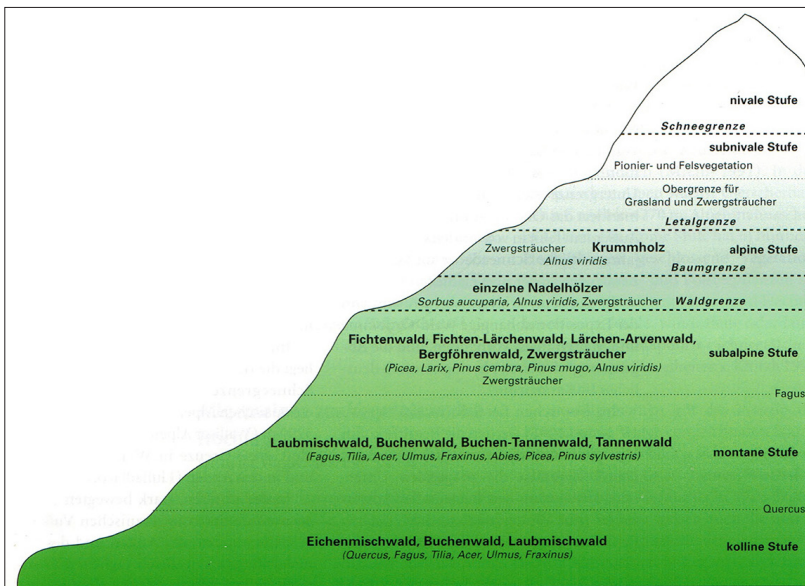 nivale Stufe
Schneegrenze
subnivale Stufe
Pionier- und Felsvegetation
Obergrenze für
Grasland und Zwergsträucher
Letalgrenze
Zwergsträucher Krummholz alpine Stufe
Alnus viridis
Baumgrenze
einzelne Nadelhölzer
Sorbus aucuparia, Alnus viridis, Zwergsträucher Waldgrenze
Fichtenwald, Fichten-Lärchenwald, Lärchen-Arvenwald,
Bergföhrenwald, Zwergsträucher subalpine Stufe
(Picea, Larix, Pinus cembra, Pinus mugo, Alnus viridis)
Zwergsträucher
Fagus
Laubmischwald, Buchenwald, Buchen-Tannenwald, Tannenwald
(Fagus, Tilia, Acer, Ulmus, Fraxinus, Abies, Picea, Pinus sylvestris) montane Stufe
Quercus
Eichenmischwald, Buchenwald, Laubmischwald kolline Stufe
(Quercus, Fagus, Tilia, Acer, Ulmus, Fraxinus)